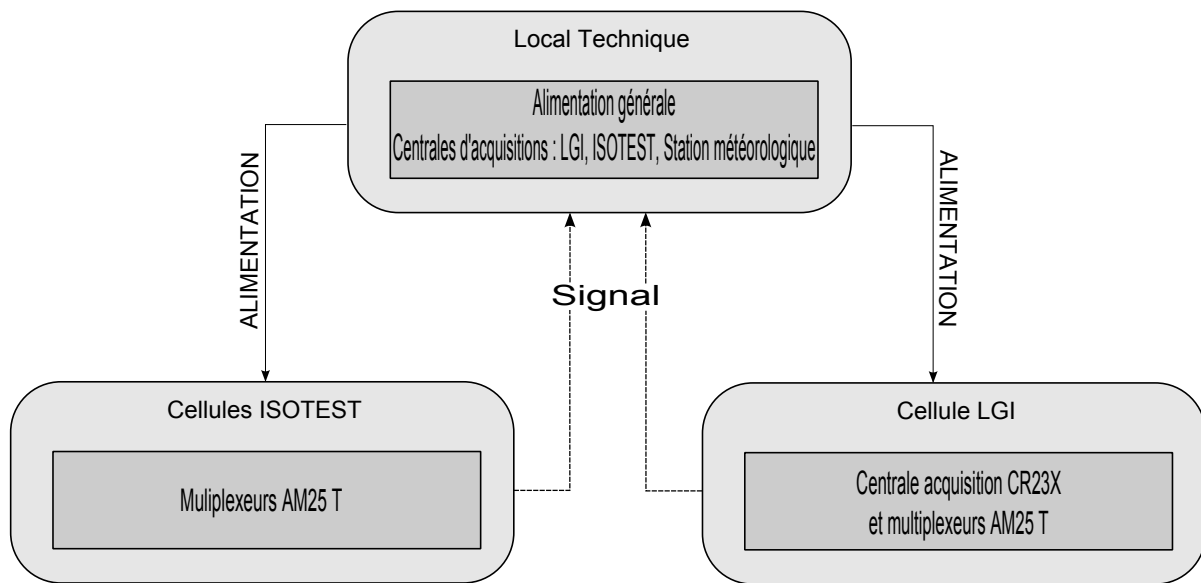 Local Technique
Alimentation générale
Centrales d'acquisitions : LGI, ISOTEST, Station météorologique
ALIMENTATION
ALIMENTATION
Signal
Cellules ISOTEST
Muliplexeurs AM25 T
Cellule LGI
Centrale acquisition CR23X
et multiplexeurs AM25 T